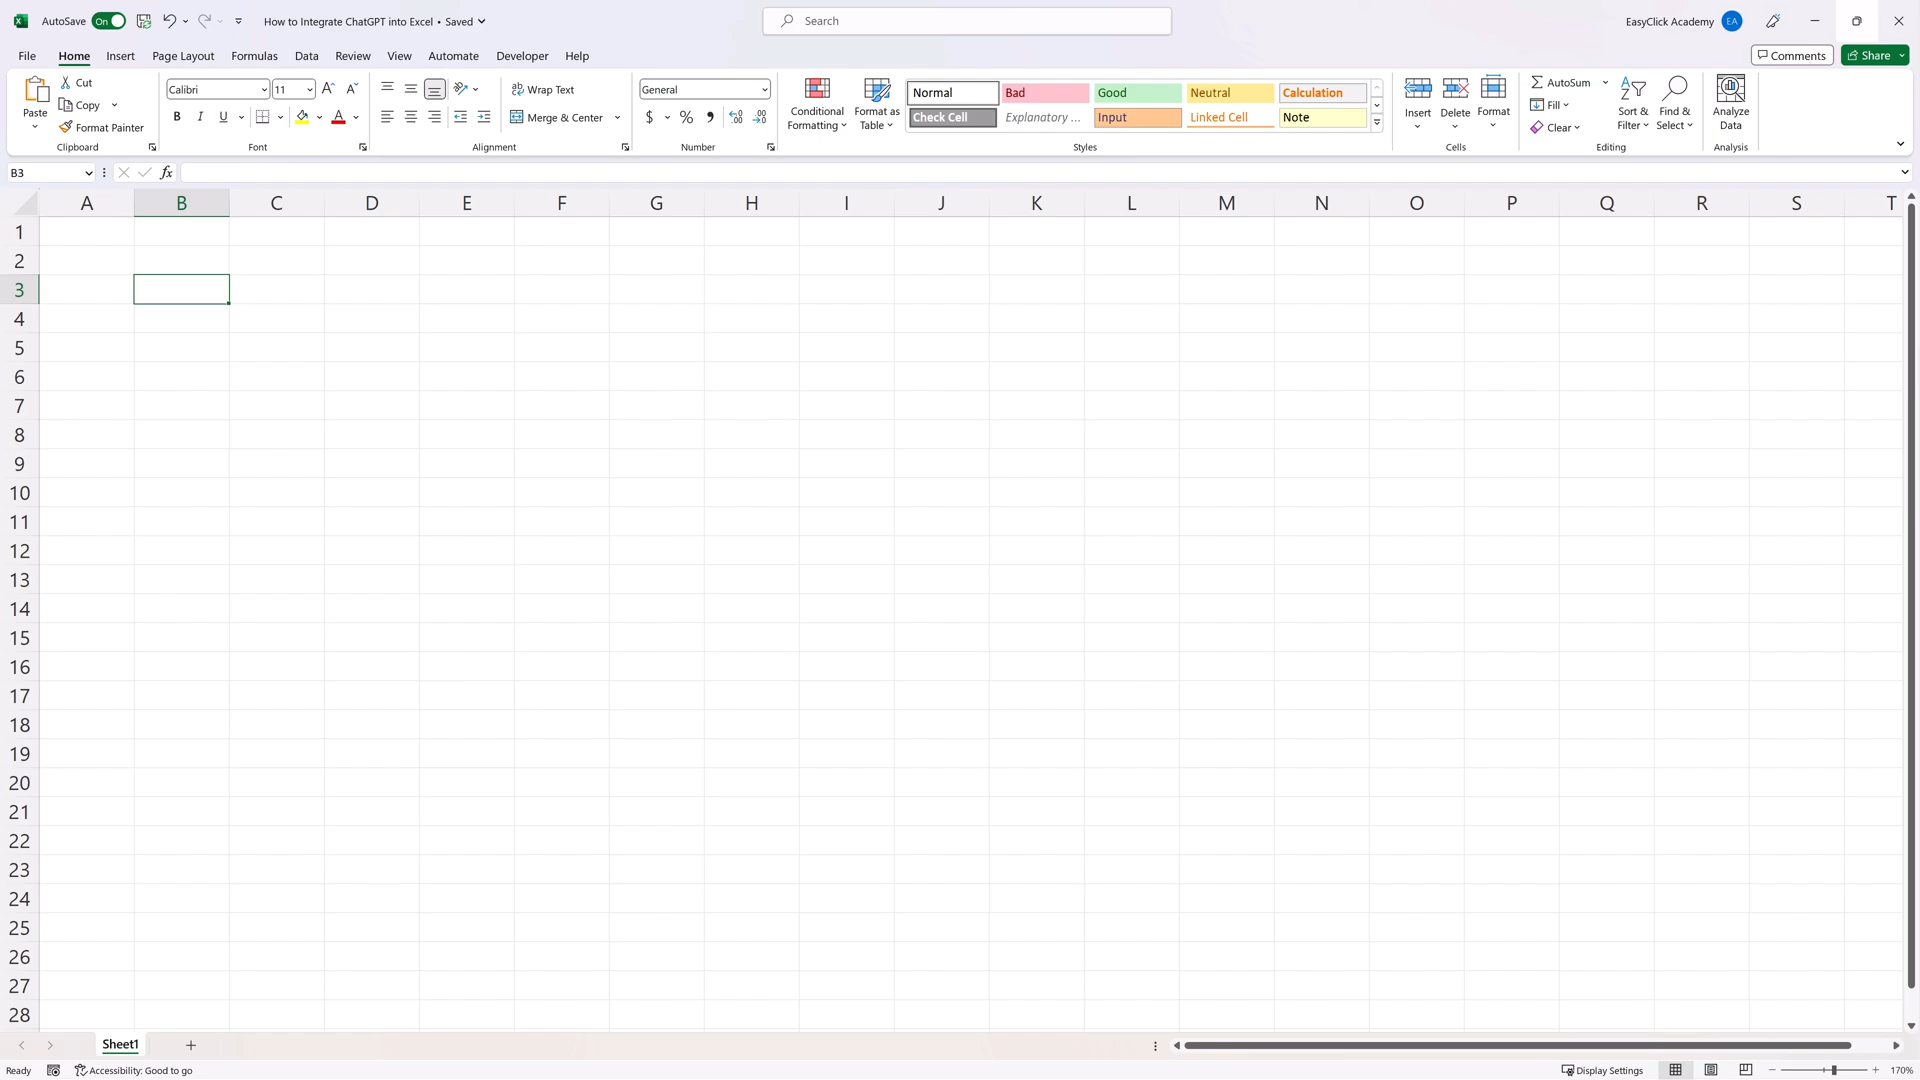 AutoSave On How to Integrate ChatGPT into Excel • Saved Search EasyClick Academy EA
File Home Insert Page Layout Formulas Data Review View Automate Developer Help Comments Share
Paste
Cut
Copy
Format Painter
Clipboard
Calibri 11
B I U
Font
Wrap Text
Merge & Center
Alignment
General
$ % ,
Number
Conditional
Formatting
Format as
Table
Normal Bad Good Neutral Calculation
Check Cell Explanatory ... Input Linked Cell Note
Styles
Insert Delete Format
Cells
AutoSum
Fill
Clear
Sort &
Filter
Find &
Select
Editing
Analyze
Data
Analysis
B3 fx
A B C D E F G H I J K L M N O P Q R S T
1
2
3
4
5
6
7
8
9
10
11
12
13
14
15
16
17
18
19
20
21
22
23
24
25
26
27
28
Sheet1
Ready Accessibility: Good to go Display Settings 170%